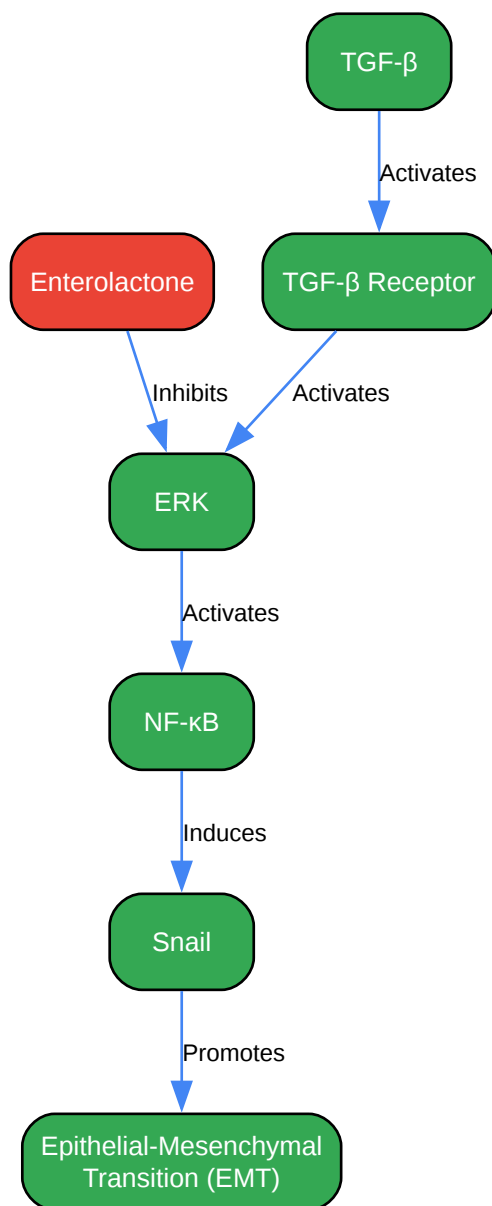 TGF-β
Activates
Enterolactone
TGF-β Receptor
Inhibits
Activates
ERK
Activates
NF-κB
Induces
Snail
Promotes
Epithelial-Mesenchymal
Transition (EMT)